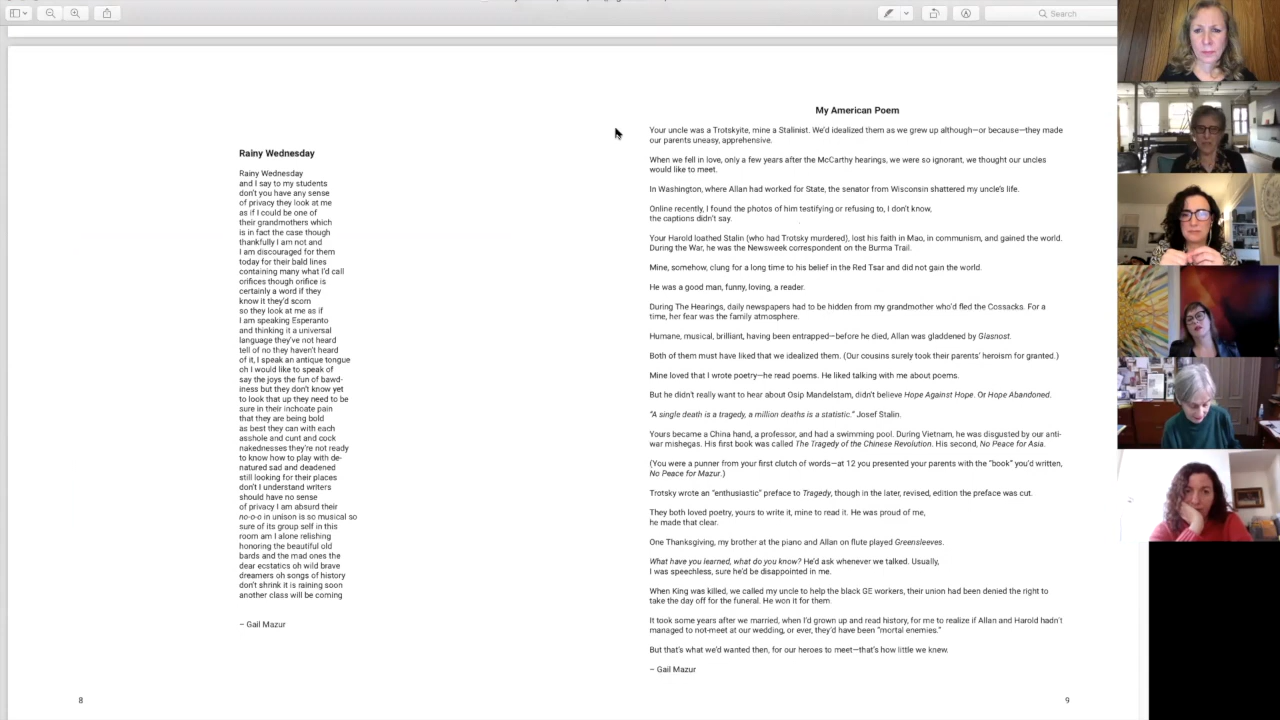 Search
Rainy Wednesday
Rainy Wednesday
and I say to my students
don't you have any sense
of privacy they look at me
as if I could be one of
their grandmothers which
is in fact the case though
thankfully I am not and
I am discouraged for them
today for their bald lines
containing many what I'd call
orifices though orifice is
certainly a word if they
know it they'd scorn
so they look at me as if
I am speaking Esperanto
and thinking it a universal
language they've not heard
tell of no they haven't heard
of it, I speak an antique tongue
oh I would like to speak of
say the joys the fun of bawd-
iness but they don't know yet
to look that up they need to be
sure in their inchoate pain
that they are being bold
as best they can with each
asshole and cunt and cock
nakednesses they're not ready
to know how to play with de-
natured sad and deadened
still looking for their places
don't I understand writers
should have no sense
of privacy I am absurd their
no-o-o in unison is so musical so
sure of its group self in this
room am I alone relishing
honoring the beautiful old
bards and the mad ones the
dear ecstatics oh wild brave
dreamers oh songs of history
don't shrink it is raining soon
another class will be coming
– Gail Mazur
8
My American Poem
Your uncle was a Trotskyite, mine a Stalinist. We'd idealized them as we grew up although—or because—they made
our parents uneasy, apprehensive.
When we fell in love, only a few years after the McCarthy hearings, we were so ignorant, we thought our uncles
would like to meet.
In Washington, where Allan had worked for State, the senator from Wisconsin shattered my uncle's life.
Online recently, I found the photos of him testifying or refusing to, I don't know,
the captions didn't say.
Your Harold loathed Stalin (who had Trotsky murdered), lost his faith in Mao, in communism, and gained the world.
During the War, he was the Newsweek correspondent on the Burma Trail.
Mine, somehow, clung for a long time to his belief in the Red Tsar and did not gain the world.
He was a good man, funny, loving, a reader.
During The Hearings, daily newspapers had to be hidden from my grandmother who'd fled the Cossacks. For a
time, her fear was the family atmosphere.
Humane, musical, brilliant, having been entrapped—before he died, Allan was gladdened by Glasnost.
Both of them must have liked that we idealized them. (Our cousins surely took their parents' heroism for granted.)
Mine loved that I wrote poetry—he read poems. He liked talking with me about poems.
But he didn't really want to hear about Osip Mandelstam, didn't believe Hope Against Hope. Or Hope Abandoned.
"A single death is a tragedy, a million deaths is a statistic." Josef Stalin.
Yours became a China hand, a professor, and had a swimming pool. During Vietnam, he was disgusted by our anti-
war mishegas. His first book was called The Tragedy of the Chinese Revolution. His second, No Peace for Asia.
(You were a punner from your first clutch of words—at 12 you presented your parents with the "book" you'd written,
No Peace for Mazur.)
Trotsky wrote an "enthusiastic" preface to Tragedy, though in the later, revised, edition the preface was cut.
They both loved poetry, yours to write it, mine to read it. He was proud of me,
he made that clear.
One Thanksgiving, my brother at the piano and Allan on flute played Greensleeves.
What have you learned, what do you know? He'd ask whenever we talked. Usually,
I was speechless, sure he'd be disappointed in me.
When King was killed, we called my uncle to help the black GE workers, their union had been denied the right to
take the day off for the funeral. He won it for them.
It took some years after we married, when I'd grown up and read history, for me to realize if Allan and Harold hadn't
managed to not-meet at our wedding, or ever, they'd have been "mortal enemies."
But that's what we'd wanted then, for our heroes to meet—that's how little we knew.
– Gail Mazur
9